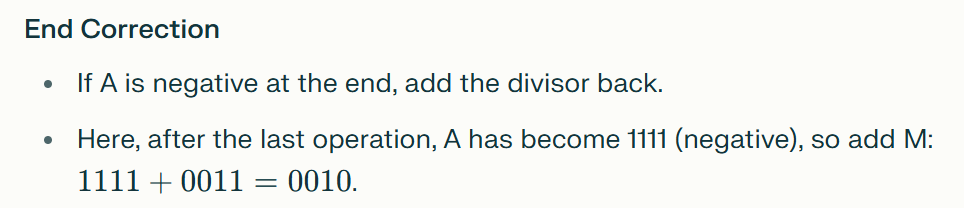 End Correction
• If A is negative at the end, add the divisor back.
• Here, after the last operation, A has become 1111 (negative), so add M:
1111 + 0011 = 0010.